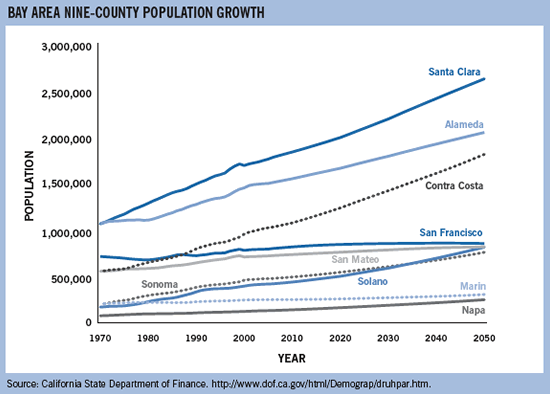 BAY AREA NINE-COUNTY POPULATION GROWTH
3,000,000
2,500,000
2,000,000
1,500,000
1,000,000
500,000
0
POPULATION
Santa Clara
Alameda
Contra Costa
San Francisco
San Mateo
Sonoma
Solano
Marin
Napa
1970 1980 1990 2000 2010 2020 2030 2040 2050
YEAR
Source: California State Department of Finance. http://www.dof.ca.gov/html/Demograp/druhpar.htm.